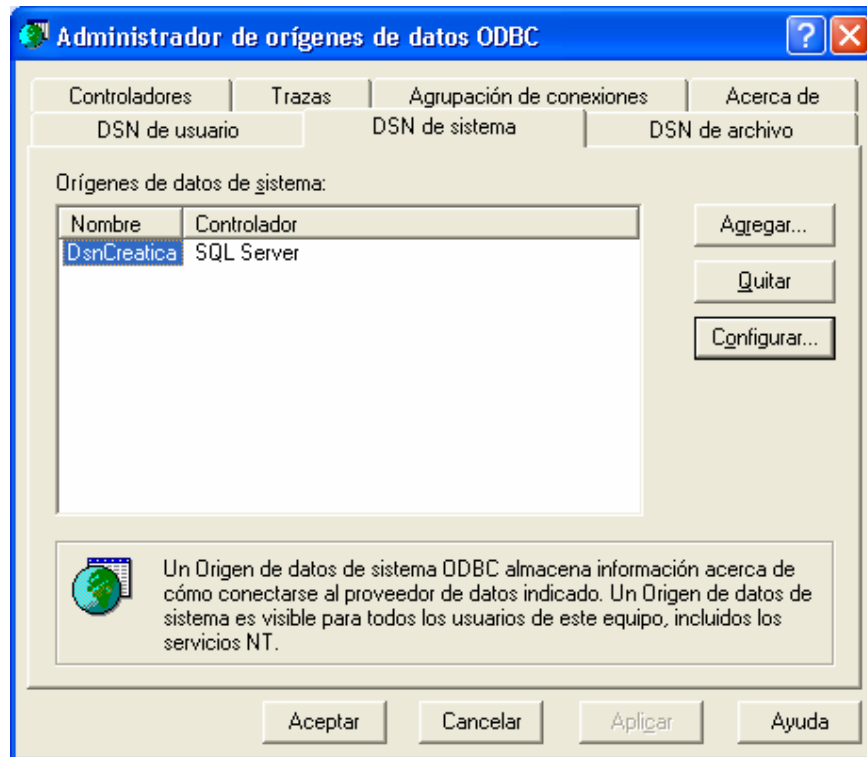 Administrador de orígenes de datos ODBC
Controladores Trazas Agrupación de conexiones Acerca de
DSN de usuario DSN de sistema DSN de archivo
Orígenes de datos de sistema:
Nombre Controlador
DsnCreatica SQL Server
Agregar...
Quitar
Configurar...
Un Origen de datos de sistema ODBC almacena información acerca de
cómo conectarse al proveedor de datos indicado. Un Origen de datos de
sistema es visible para todos los usuarios de este equipo, incluidos los
servicios NT.
Aceptar Cancelar Aplicar Ayuda